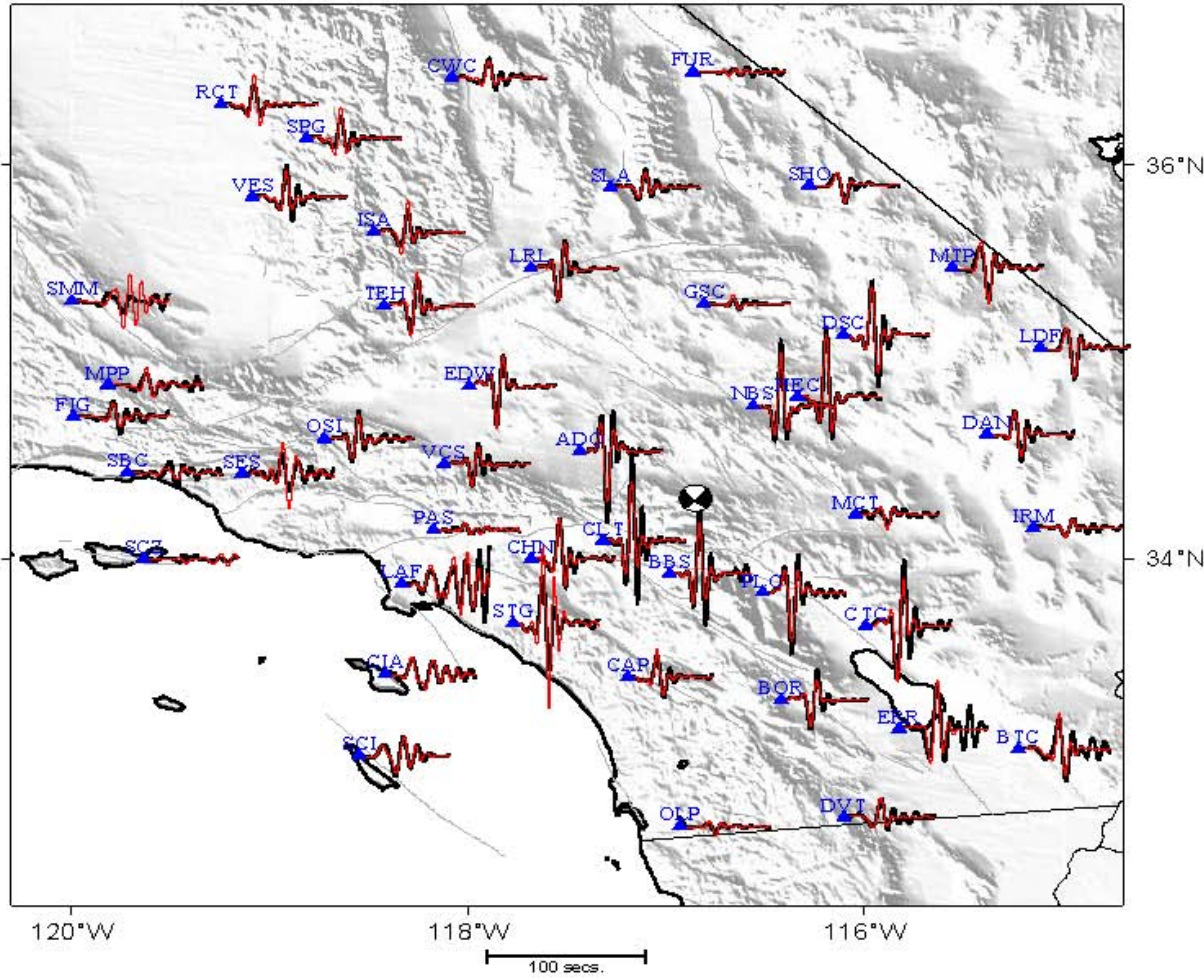 FUR
CWC
RCT
SPG
36°N
SLA
SHO
VES
ISA
LRL
MTP
SMM
TEH
GSC
DSC
LDF
MPP
EDW
NBS
HEC
FIG
OSI
ADO
DAN
SBC
SES
VCS
MCT
IRM
PAS
CLT
SCZ
CHN
BBS
34°N
LAF
PLC
STG
CTC
CIA
CAP
BOR
ERR
BTC
SCI
OLP
DVT
120°W
118°W
116°W
100 secs.